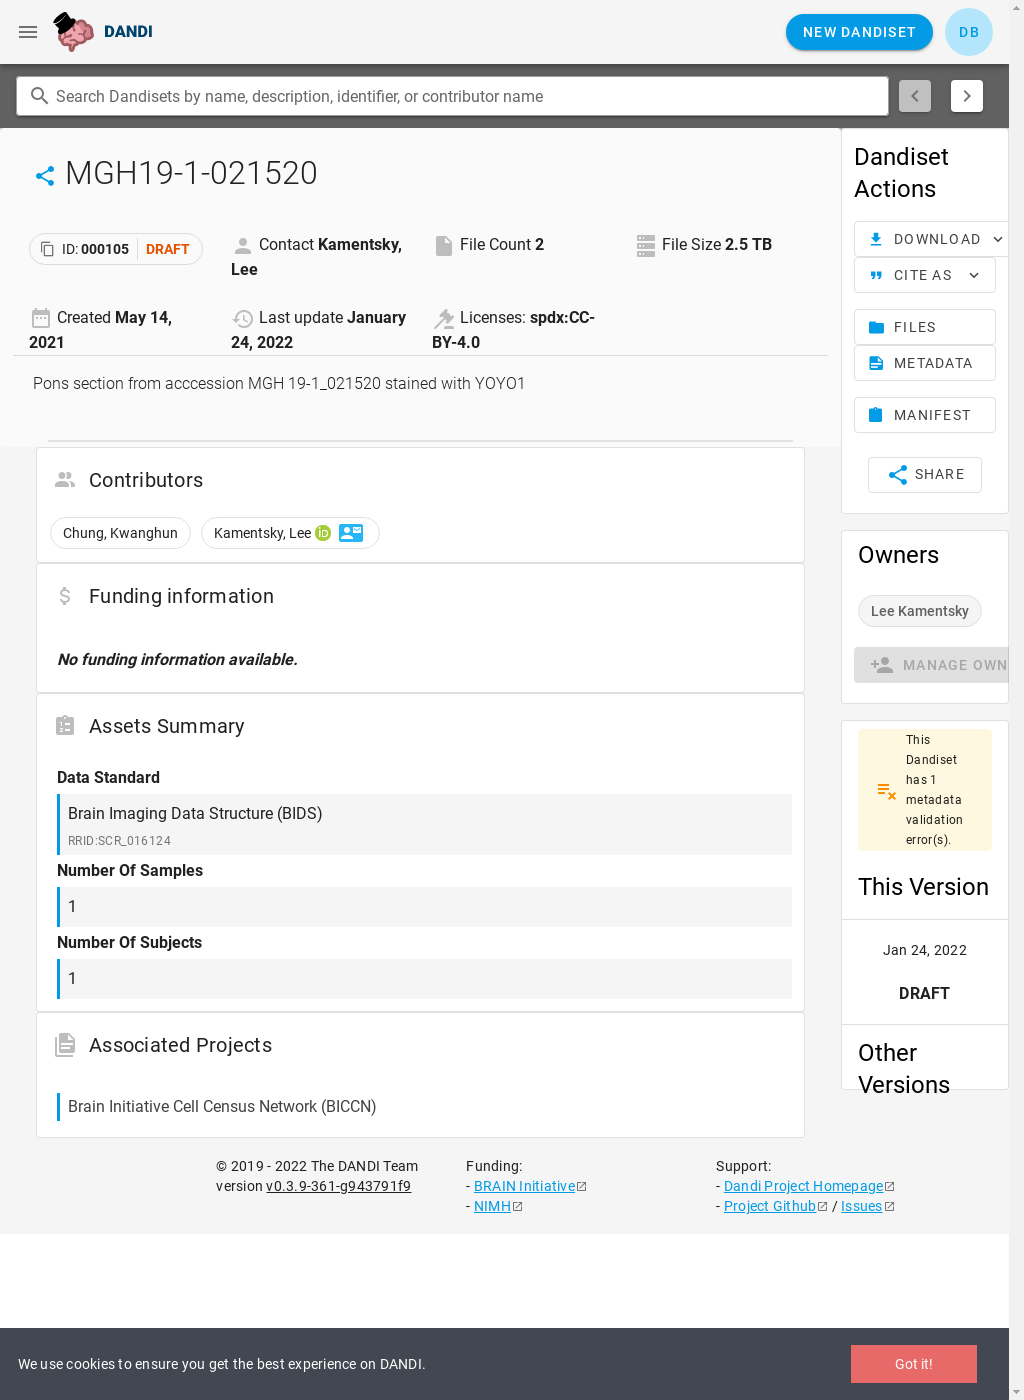 DANDI
NEW DANDISET
DB
Search Dandisets by name, description, identifier, or contributor name
MGH19-1-021520
ID: 000105 DRAFT
Contact Kamentsky, Lee
File Count 2
File Size 2.5 TB
Created May 14, 2021
Last update January 24, 2022
Licenses: spdx:CC-BY-4.0
Pons section from acccession MGH 19-1_021520 stained with YOYO1
Contributors
Chung, Kwanghun
Kamentsky, Lee iD
Funding information
No funding information available.
Assets Summary
Data Standard
Brain Imaging Data Structure (BIDS)
RRID:SCR_016124
Number Of Samples
1
Number Of Subjects
1
Associated Projects
Brain Initiative Cell Census Network (BICCN)
Dandiset
Actions
DOWNLOAD
CITE AS
FILES
METADATA
MANIFEST
SHARE
Owners
Lee Kamentsky
MANAGE OWN
This
Dandiset
has 1
metadata
validation
error(s).
This Version
Jan 24, 2022
DRAFT
Other
Versions
© 2019 - 2022 The DANDI Team
version v0.3.9-361-g943791f9
Funding:
- BRAIN Initiative
- NIMH
Support:
- Dandi Project Homepage
- Project Github / Issues
We use cookies to ensure you get the best experience on DANDI.
Got it!